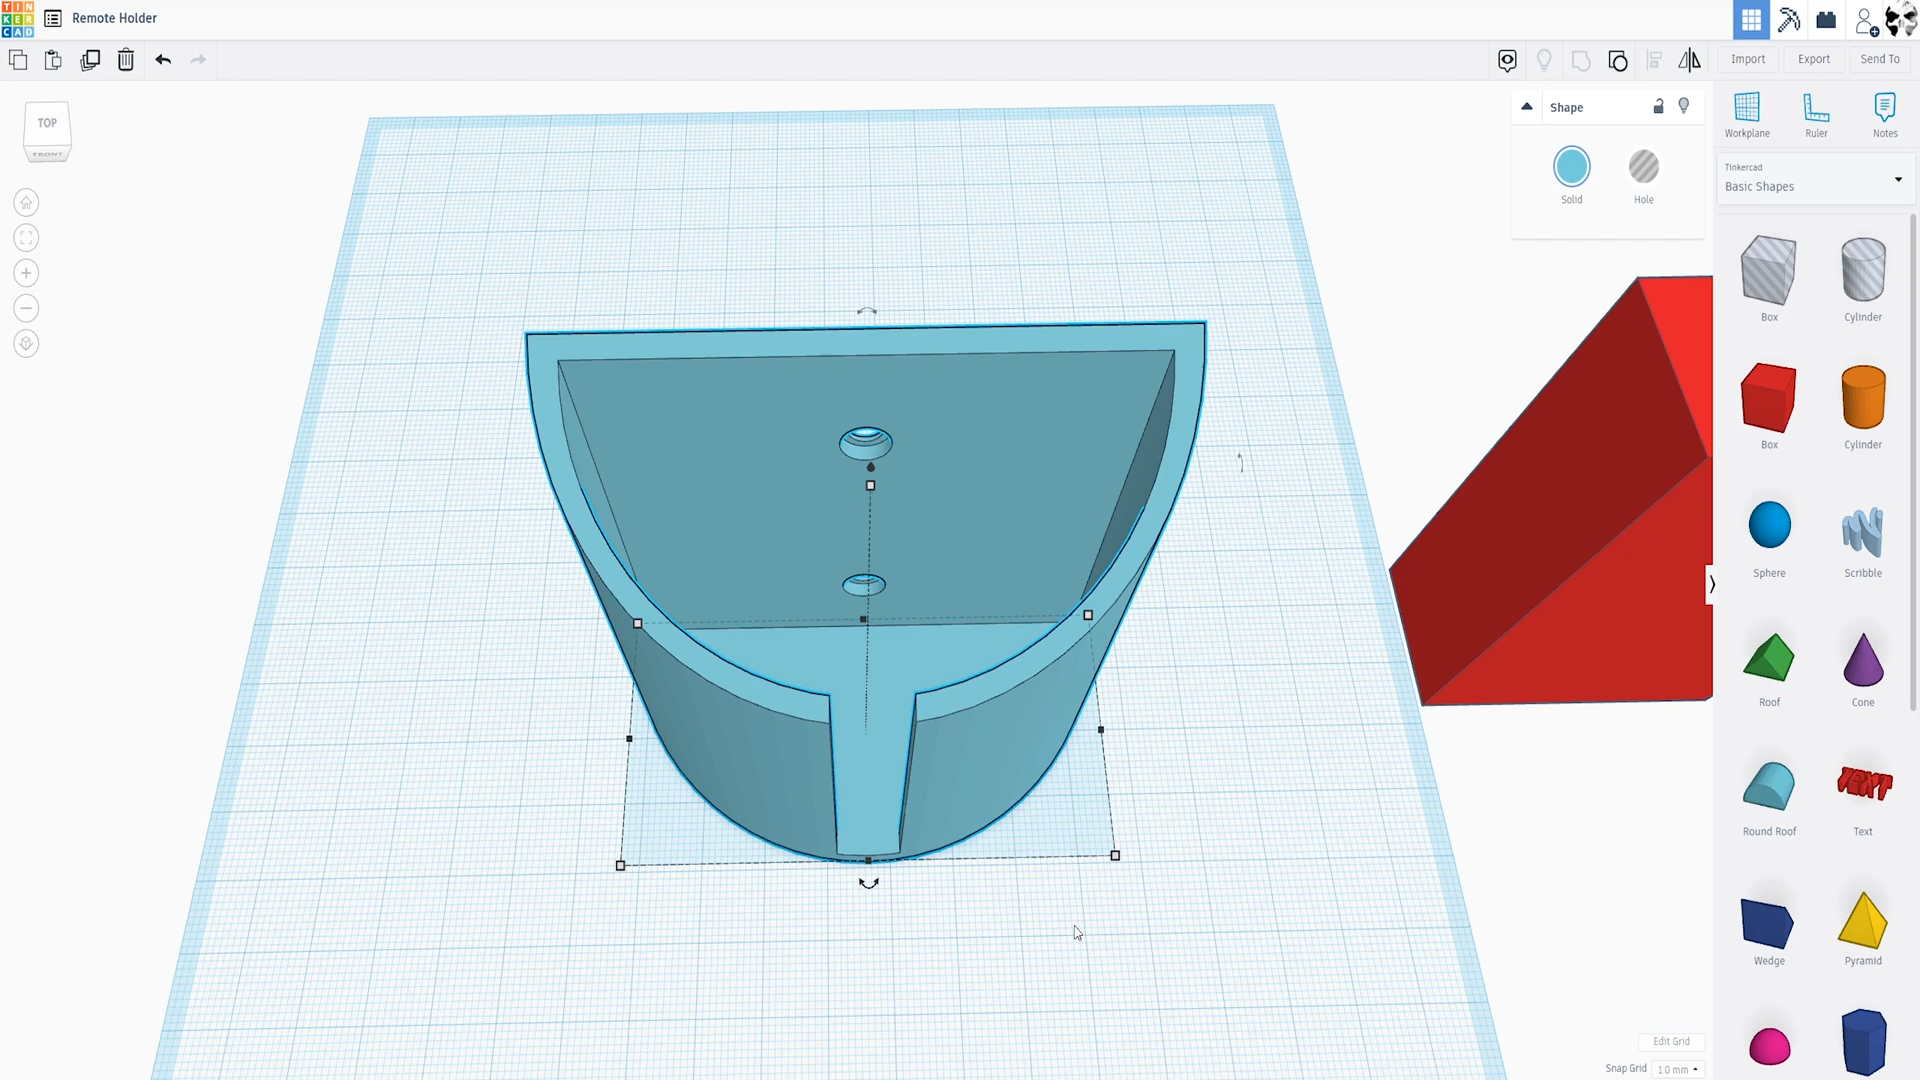 TIN
KER
CAD
Remote Holder
Import
Export
Send To
TOP
FRONT
Shape
Solid
Hole
Workplane
Ruler
Notes
Tinkercad
Basic Shapes
Box
Cylinder
Box
Cylinder
Sphere
Scribble
Roof
Cone
Round Roof
TEXT
Text
Wedge
Pyramid
Edit Grid
Snap Grid
1.0 mm